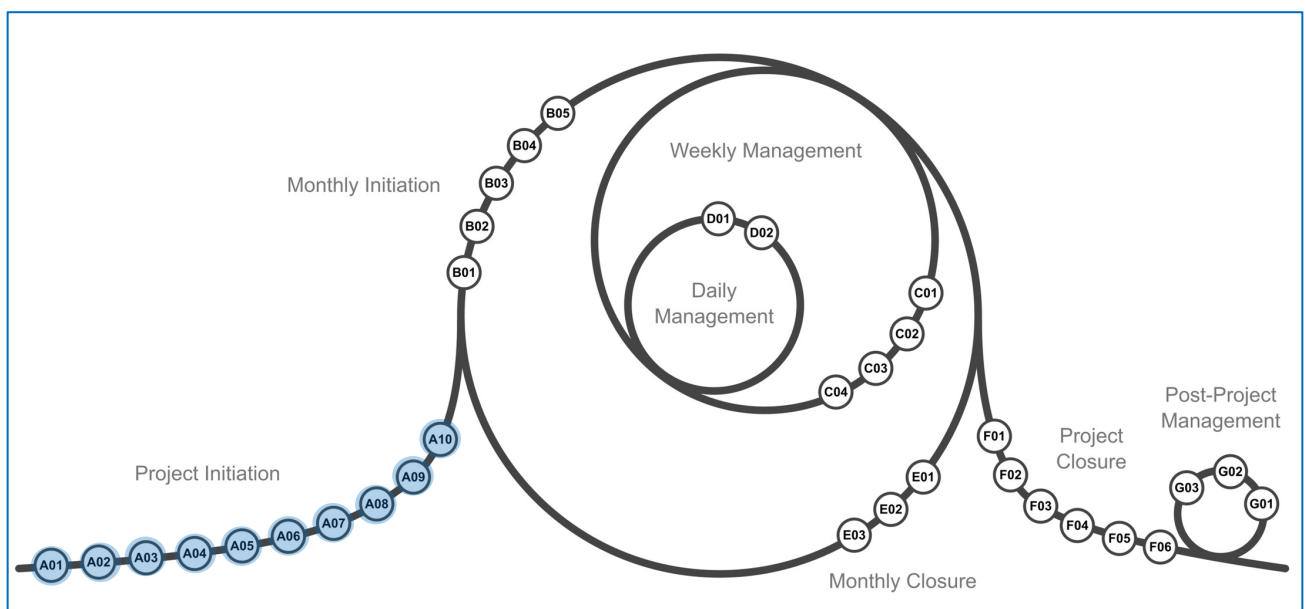 Project Initiation
A01
A02
A03
A04
A05
A06
A07
A08
A09
A10
Monthly Initiation
B01
B02
B03
B04
B05
Weekly Management
C01
C02
C03
C04
Daily
Management
D01
D02
Monthly Closure
E01
E02
E03
Project
Closure
F01
F02
F03
F04
F05
F06
Post-Project
Management
G01
G02
G03